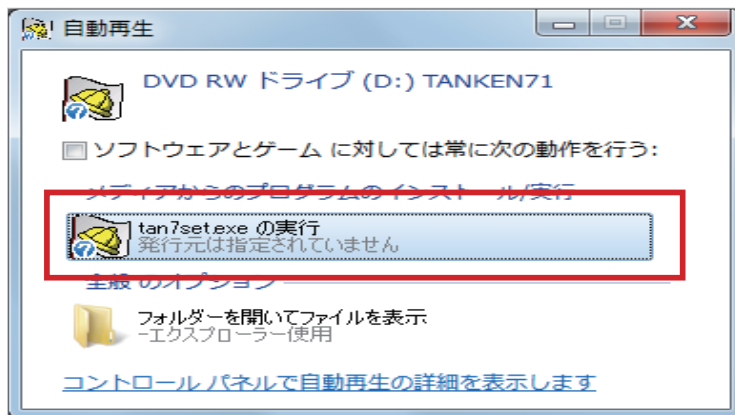 自動再生
DVD RW ドライブ (D:) TANKEN71
ソフトウェアとゲーム に対しては常に次の動作を行う:
メディアからのプログラムのインストール/実行
tan7set.exe の実行
発行元は指定されていません
全般 のオプション
フォルダーを開いてファイルを表示
-エクスプローラー使用
コントロール パネルで自動再生の詳細を表示します